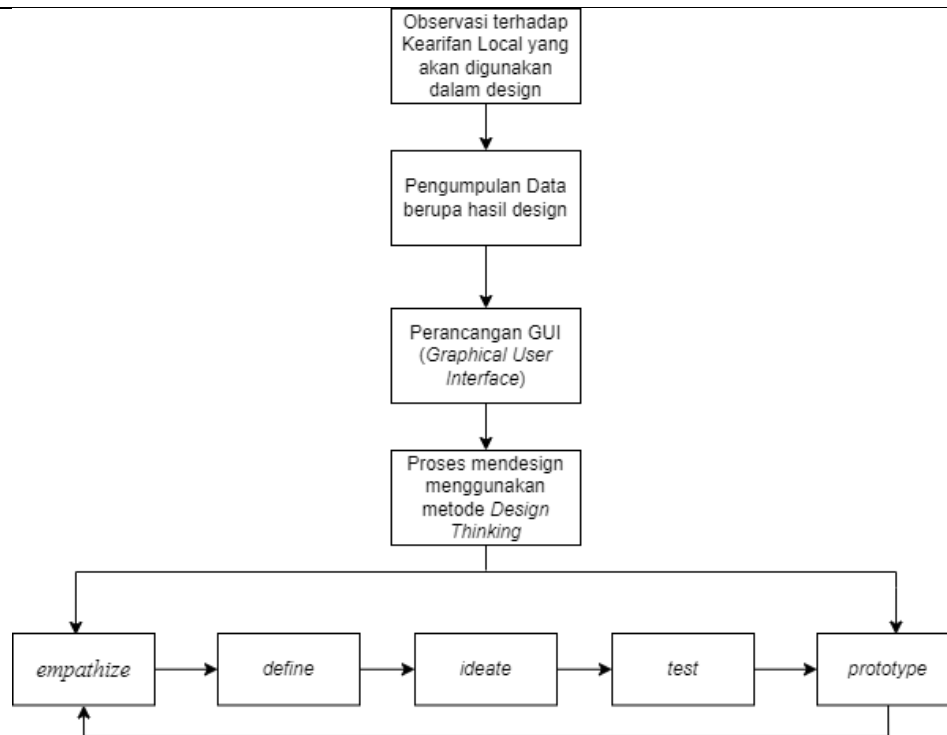 Observasi terhadap
Kearifan Local yang
akan digunakan
dalam design
Pengumpulan Data
berupa hasil design
Perancangan GUI
(Graphical User
Interface)
Proses mendesign
menggunakan
metode Design
Thinking
empathize
define
ideate
test
prototype